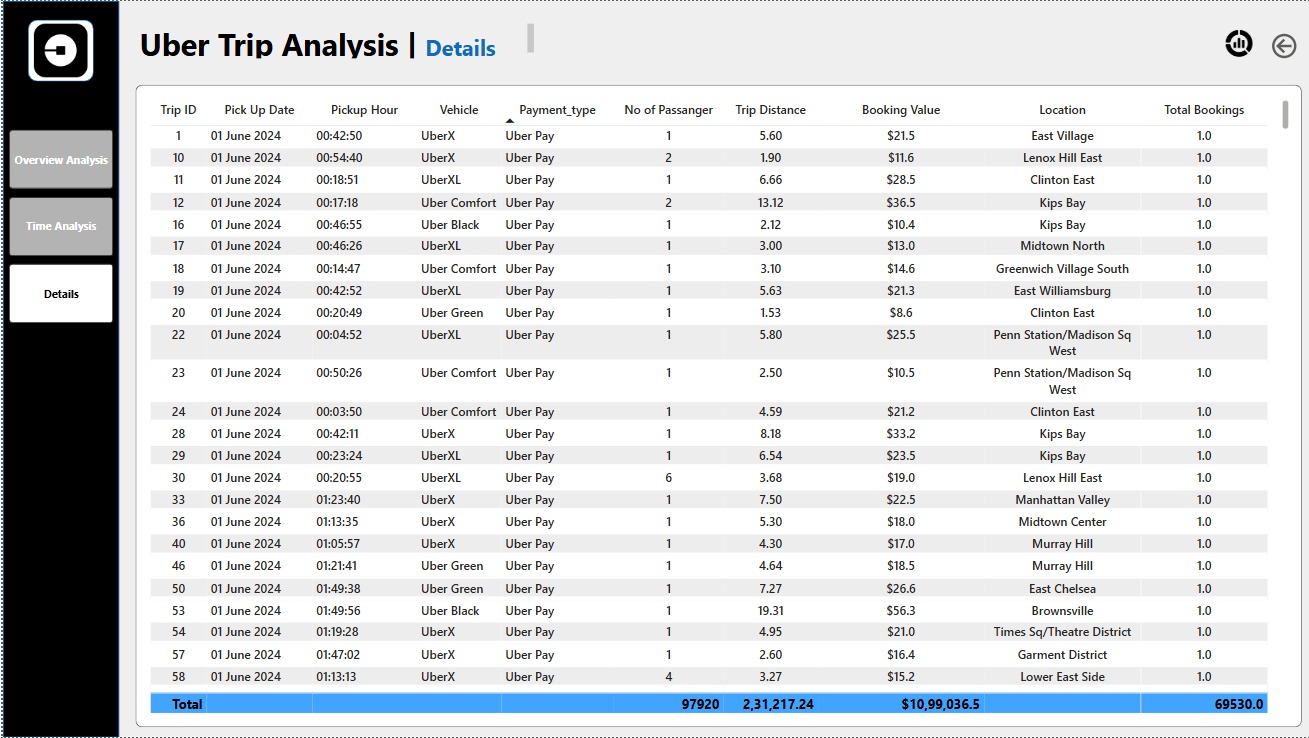 Uber Trip Analysis | Details
Overview Analysis
Time Analysis
Details
Trip ID Pick Up Date Pickup Hour Vehicle Payment_type No of Passanger Trip Distance Booking Value Location Total Bookings
1 01 June 2024 00:42:50 UberX Uber Pay 1 5.60 $21.5 East Village 1.0
10 01 June 2024 00:54:40 UberX Uber Pay 2 1.90 $11.6 Lenox Hill East 1.0
11 01 June 2024 00:18:51 UberXL Uber Pay 1 6.66 $28.5 Clinton East 1.0
12 01 June 2024 00:17:18 Uber Comfort Uber Pay 2 13.12 $36.5 Kips Bay 1.0
16 01 June 2024 00:46:55 Uber Black Uber Pay 1 2.12 $10.4 Kips Bay 1.0
17 01 June 2024 00:46:26 UberXL Uber Pay 1 3.00 $13.0 Midtown North 1.0
18 01 June 2024 00:14:47 Uber Comfort Uber Pay 1 3.10 $14.6 Greenwich Village South 1.0
19 01 June 2024 00:42:52 UberXL Uber Pay 1 5.63 $21.3 East Williamsburg 1.0
20 01 June 2024 00:20:49 Uber Green Uber Pay 1 1.53 $8.6 Clinton East 1.0
22 01 June 2024 00:04:52 UberXL Uber Pay 1 5.80 $25.5 Penn Station/Madison Sq 1.0
West
23 01 June 2024 00:50:26 Uber Comfort Uber Pay 1 2.50 $10.5 Penn Station/Madison Sq 1.0
West
24 01 June 2024 00:03:50 Uber Comfort Uber Pay 1 4.59 $21.2 Clinton East 1.0
28 01 June 2024 00:42:11 UberX Uber Pay 1 8.18 $33.2 Kips Bay 1.0
29 01 June 2024 00:23:24 UberXL Uber Pay 1 6.54 $23.5 Kips Bay 1.0
30 01 June 2024 00:20:55 UberXL Uber Pay 6 3.68 $19.0 Lenox Hill East 1.0
33 01 June 2024 01:23:40 UberX Uber Pay 1 7.50 $22.5 Manhattan Valley 1.0
36 01 June 2024 01:13:35 UberX Uber Pay 1 5.30 $18.0 Midtown Center 1.0
40 01 June 2024 01:05:57 UberX Uber Pay 1 4.30 $17.0 Murray Hill 1.0
46 01 June 2024 01:21:41 Uber Green Uber Pay 1 4.64 $18.5 Murray Hill 1.0
50 01 June 2024 01:49:38 Uber Green Uber Pay 1 7.27 $26.6 East Chelsea 1.0
53 01 June 2024 01:49:56 Uber Black Uber Pay 1 19.31 $56.3 Brownsville 1.0
54 01 June 2024 01:19:28 UberX Uber Pay 1 4.95 $21.0 Times Sq/Theatre District 1.0
57 01 June 2024 01:47:02 UberX Uber Pay 1 2.60 $16.4 Garment District 1.0
58 01 June 2024 01:13:13 UberX Uber Pay 4 3.27 $15.2 Lower East Side 1.0
Total 97920 2,31,217.24 $10,99,036.5 69530.0